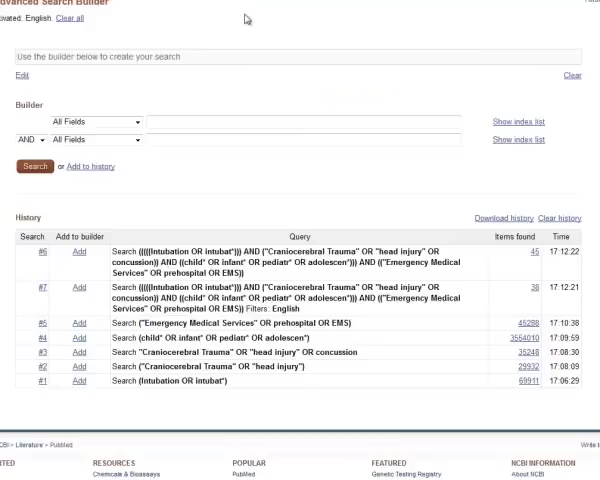 Advanced Search Builder
ivated: English. Clear all
Use the builder below to create your search
Edit Clear
Builder
All Fields Show index list
AND All Fields Show index list
Search or Add to history
History Download history Clear history
Search Add to builder Query Items found Time
#6 Add Search (((((Intubation OR intubat*))) AND ("Craniocerebral Trauma" OR "head injury" OR 45 17:12:22
concussion)) AND ((child* OR infant* OR pediatr* OR adolescen*))) AND (("Emergency Medical
Services" OR prehospital OR EMS))
#7 Add Search (((((Intubation OR intubat*))) AND ("Craniocerebral Trauma" OR "head injury" OR 38 17:12:21
concussion)) AND ((child* OR infant* OR pediatr* OR adolescen*))) AND (("Emergency Medical
Services" OR prehospital OR EMS)) Filters: English
#5 Add Search ("Emergency Medical Services" OR prehospital OR EMS) 45288 17:10:38
#4 Add Search (child* OR infant* OR pediatr* OR adolescen*) 3554010 17:09:59
#3 Add Search "Craniocerebral Trauma" OR "head injury" OR concussion 35248 17:08:30
#2 Add Search ("Craniocerebral Trauma" OR "head injury") 29932 17:08:09
#1 Add Search (Intubation OR intubat*) 69911 17:06:29
NCBI > Literature > PubMed Write t
RTED RESOURCES POPULAR FEATURED NCBI INFORMATION
Chemicals & Bioassays PubMed Genetic Testing Registry About NCBI